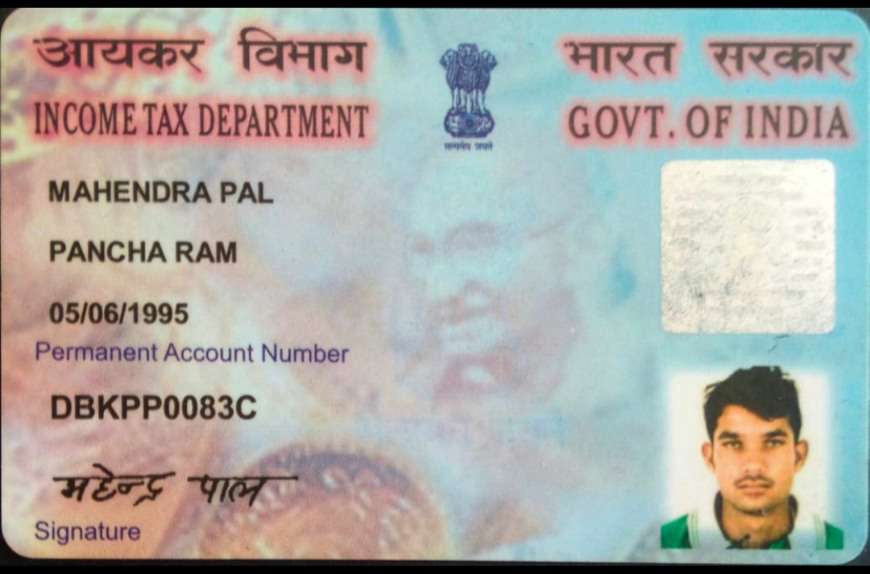 आयकर विभाग
INCOME TAX DEPARTMENT
भारत सरकार
GOVT. OF INDIA
सत्यमेव जयते
MAHENDRA PAL
PANCHA RAM
05/06/1995
Permanent Account Number
DBKPP0083C
महेन्द्र पाल
Signature